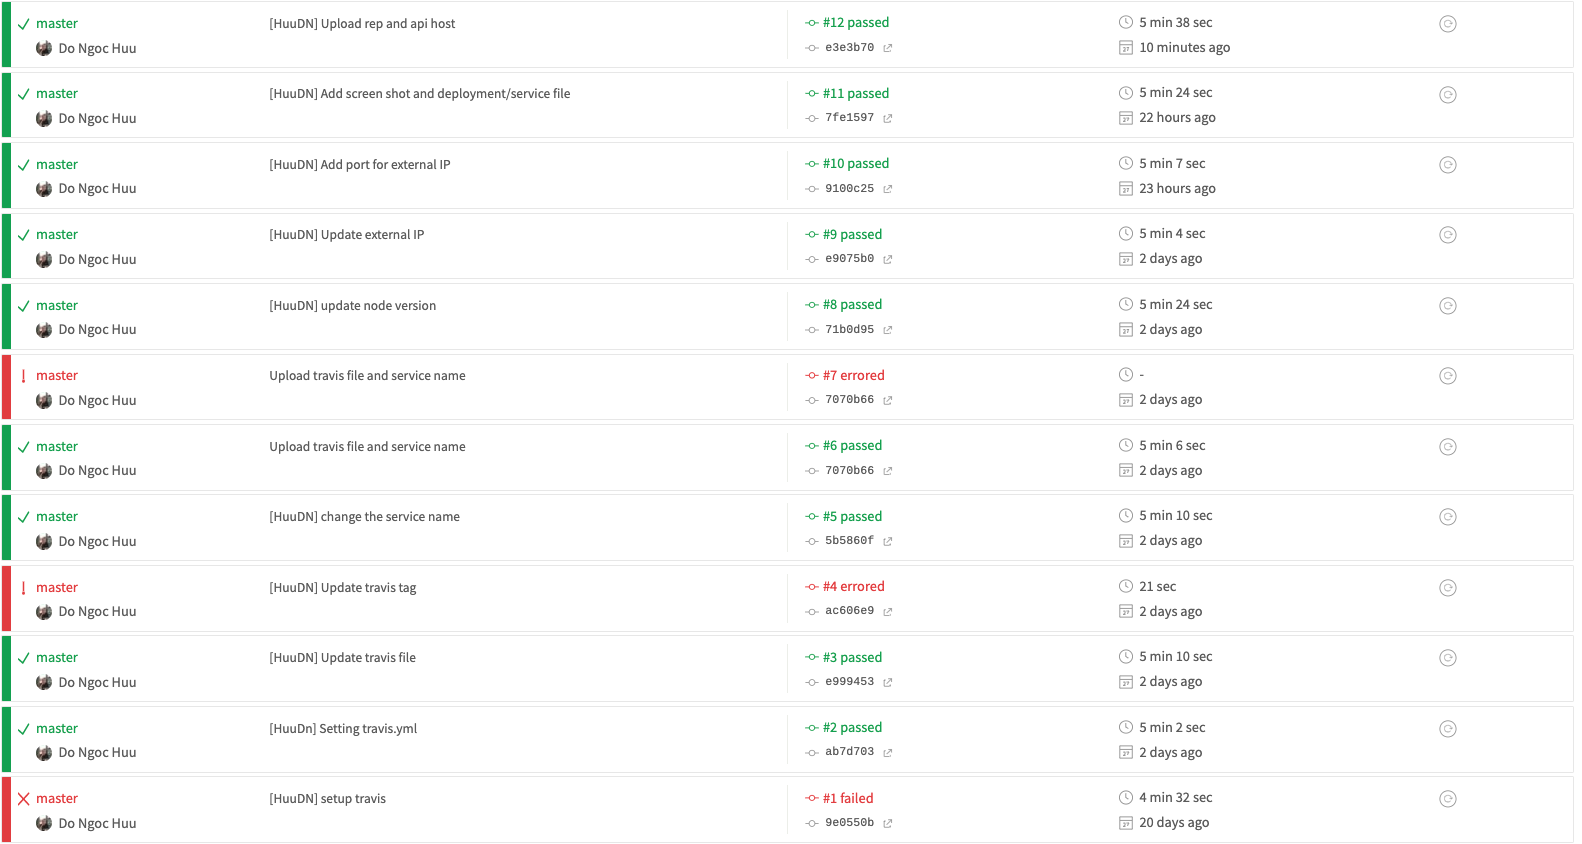 master [HuuDN] Upload rep and api host #12 passed 5 min 38 sec
Do Ngoc Huu e3e3b70 10 minutes ago
master [HuuDN] Add screen shot and deployment/service file #11 passed 5 min 24 sec
Do Ngoc Huu 7fe1597 22 hours ago
master [HuuDN] Add port for external IP #10 passed 5 min 7 sec
Do Ngoc Huu 9100c25 23 hours ago
master [HuuDN] Update external IP #9 passed 5 min 4 sec
Do Ngoc Huu e9075b0 2 days ago
master [HuuDN] update node version #8 passed 5 min 24 sec
Do Ngoc Huu 71b0d95 2 days ago
master Upload travis file and service name #7 errored -
Do Ngoc Huu 7070b66 2 days ago
master Upload travis file and service name #6 passed 5 min 6 sec
Do Ngoc Huu 7070b66 2 days ago
master [HuuDN] change the service name #5 passed 5 min 10 sec
Do Ngoc Huu 5b5860f 2 days ago
master [HuuDN] Update travis tag #4 errored 21 sec
Do Ngoc Huu ac606e9 2 days ago
master [HuuDN] Update travis file #3 passed 5 min 10 sec
Do Ngoc Huu e999453 2 days ago
master [HuuDn] Setting travis.yml #2 passed 5 min 2 sec
Do Ngoc Huu ab7d703 2 days ago
master [HuuDN] setup travis #1 failed 4 min 32 sec
Do Ngoc Huu 9e0550b 20 days ago